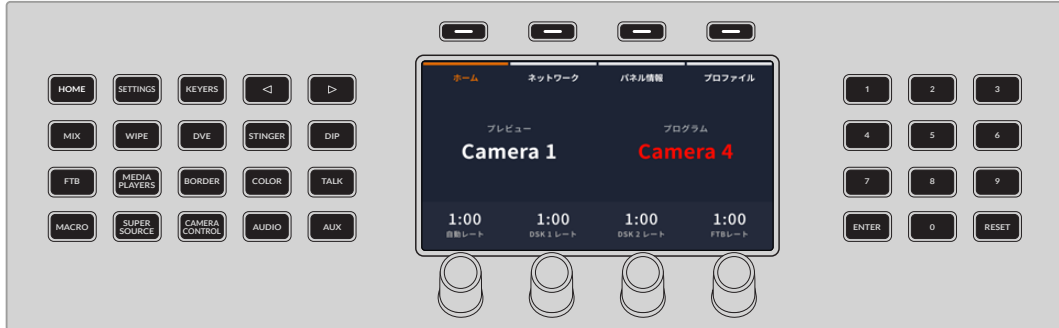 HOME SETTINGS KEYERS
MIX WIPE DVE STINGER DIP
FTB MEDIA PLAYERS BORDER COLOR TALK
MACRO SUPER SOURCE CAMERA CONTROL AUDIO AUX
ホーム ネットワーク パネル情報 プロファイル
プレビュー プログラム
Camera 1 Camera 4
1:00 1:00 1:00 1:00
自動レート DSK 1 レート DSK 2 レート FTBレート
1 2 3
4 5 6
7 8 9
ENTER 0 RESET